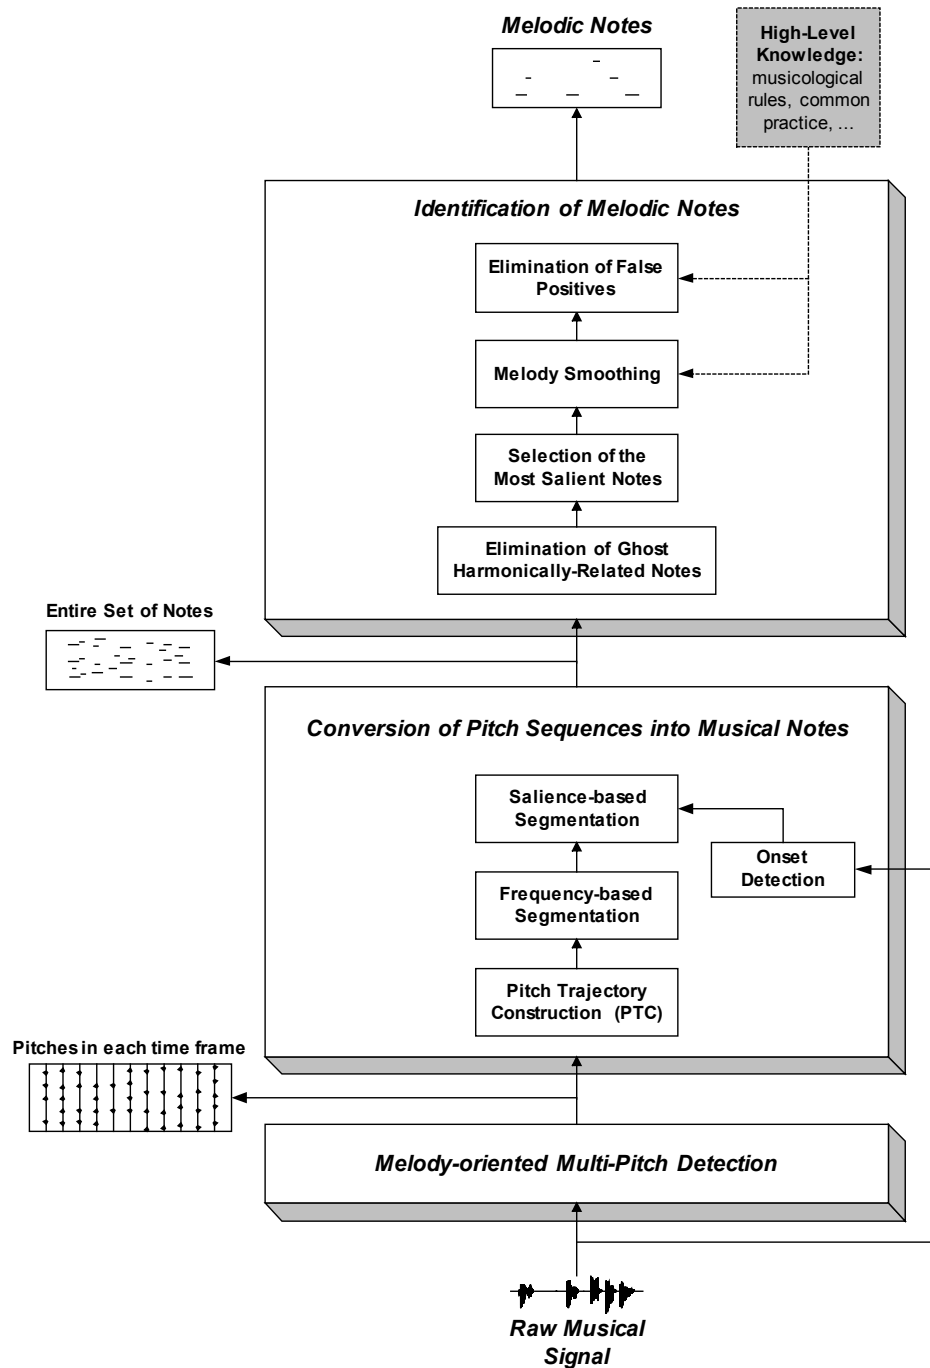 Melodic Notes
High-Level
Knowledge:
musicological
rules, common
practice, ...
Identification of Melodic Notes
Elimination of False
Positives
Melody Smoothing
Selection of the
Most Salient Notes
Elimination of Ghost
Harmonically-Related Notes
Entire Set of Notes
Conversion of Pitch Sequences into Musical Notes
Salience-based
Segmentation
Onset
Detection
Frequency-based
Segmentation
Pitch Trajectory
Construction (PTC)
Pitches in each time frame
Melody-oriented Multi-Pitch Detection
Raw Musical
Signal